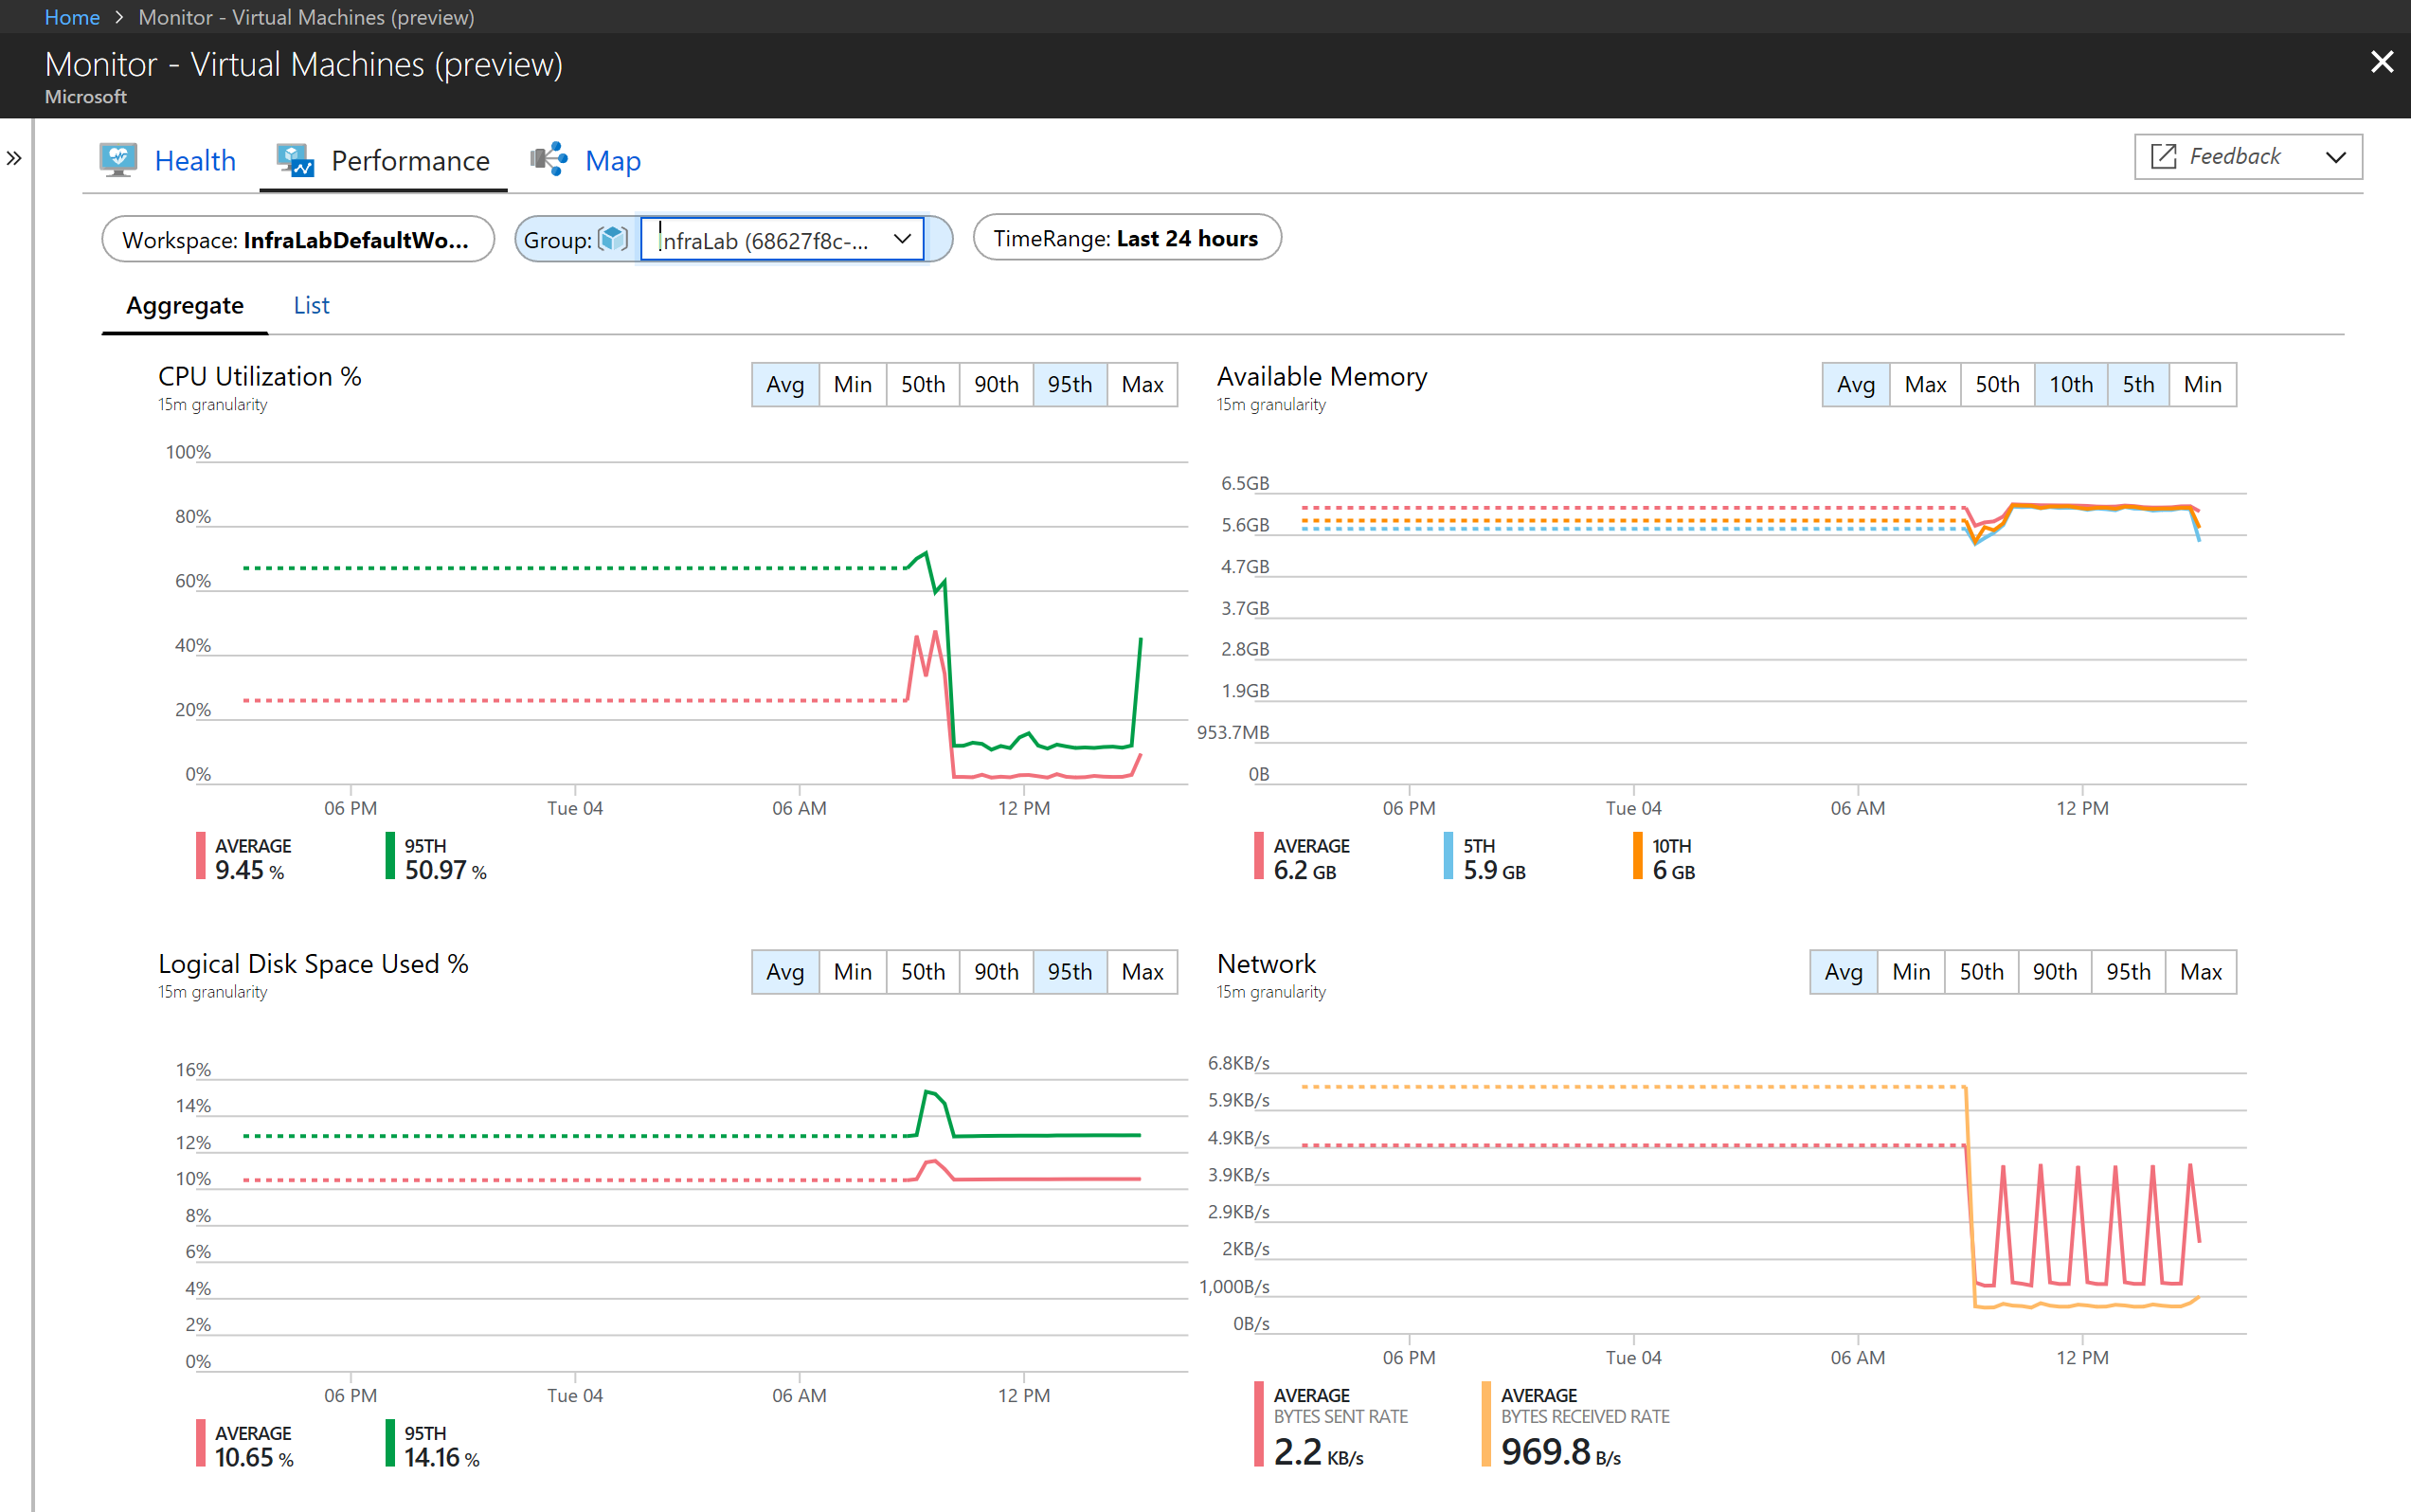 Home > Monitor - Virtual Machines (preview)
Monitor - Virtual Machines (preview)
Microsoft
Health Performance Map Feedback
Workspace: InfraLabDefaultWo... Group: InfraLab (68627f8c-... TimeRange: Last 24 hours
Aggregate List
CPU Utilization %
15m granularity
Avg Min 50th 90th 95th Max
100%
80%
60%
40%
20%
0%
06 PM Tue 04 06 AM 12 PM
AVERAGE 95TH
9.45 % 50.97 %
Available Memory
15m granularity
Avg Max 50th 10th 5th Min
6.5GB
5.6GB
4.7GB
3.7GB
2.8GB
1.9GB
953.7MB
0B
06 PM Tue 04 06 AM 12 PM
AVERAGE 5TH 10TH
6.2 GB 5.9 GB 6 GB
Logical Disk Space Used %
15m granularity
Avg Min 50th 90th 95th Max
16%
14%
12%
10%
8%
6%
4%
2%
0%
06 PM Tue 04 06 AM 12 PM
AVERAGE 95TH
10.65 % 14.16 %
Network
15m granularity
Avg Min 50th 90th 95th Max
6.8KB/s
5.9KB/s
4.9KB/s
3.9KB/s
2.9KB/s
2KB/s
1,000B/s
0B/s
06 PM Tue 04 06 AM 12 PM
AVERAGE AVERAGE
BYTES SENT RATE BYTES RECEIVED RATE
2.2 KB/s 969.8 B/s